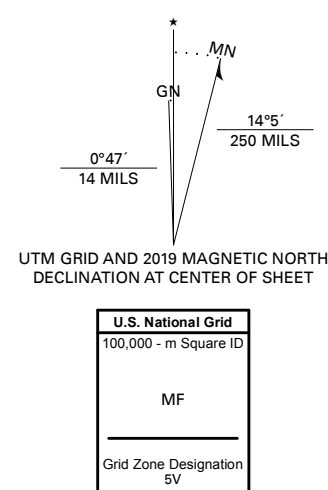 ★
MN
GN
14°5´
250 MILS
0°47´
14 MILS
UTM GRID AND 2019 MAGNETIC NORTH
DECLINATION AT CENTER OF SHEET
U.S. National Grid
100,000 - m Square ID
MF
Grid Zone Designation
5V